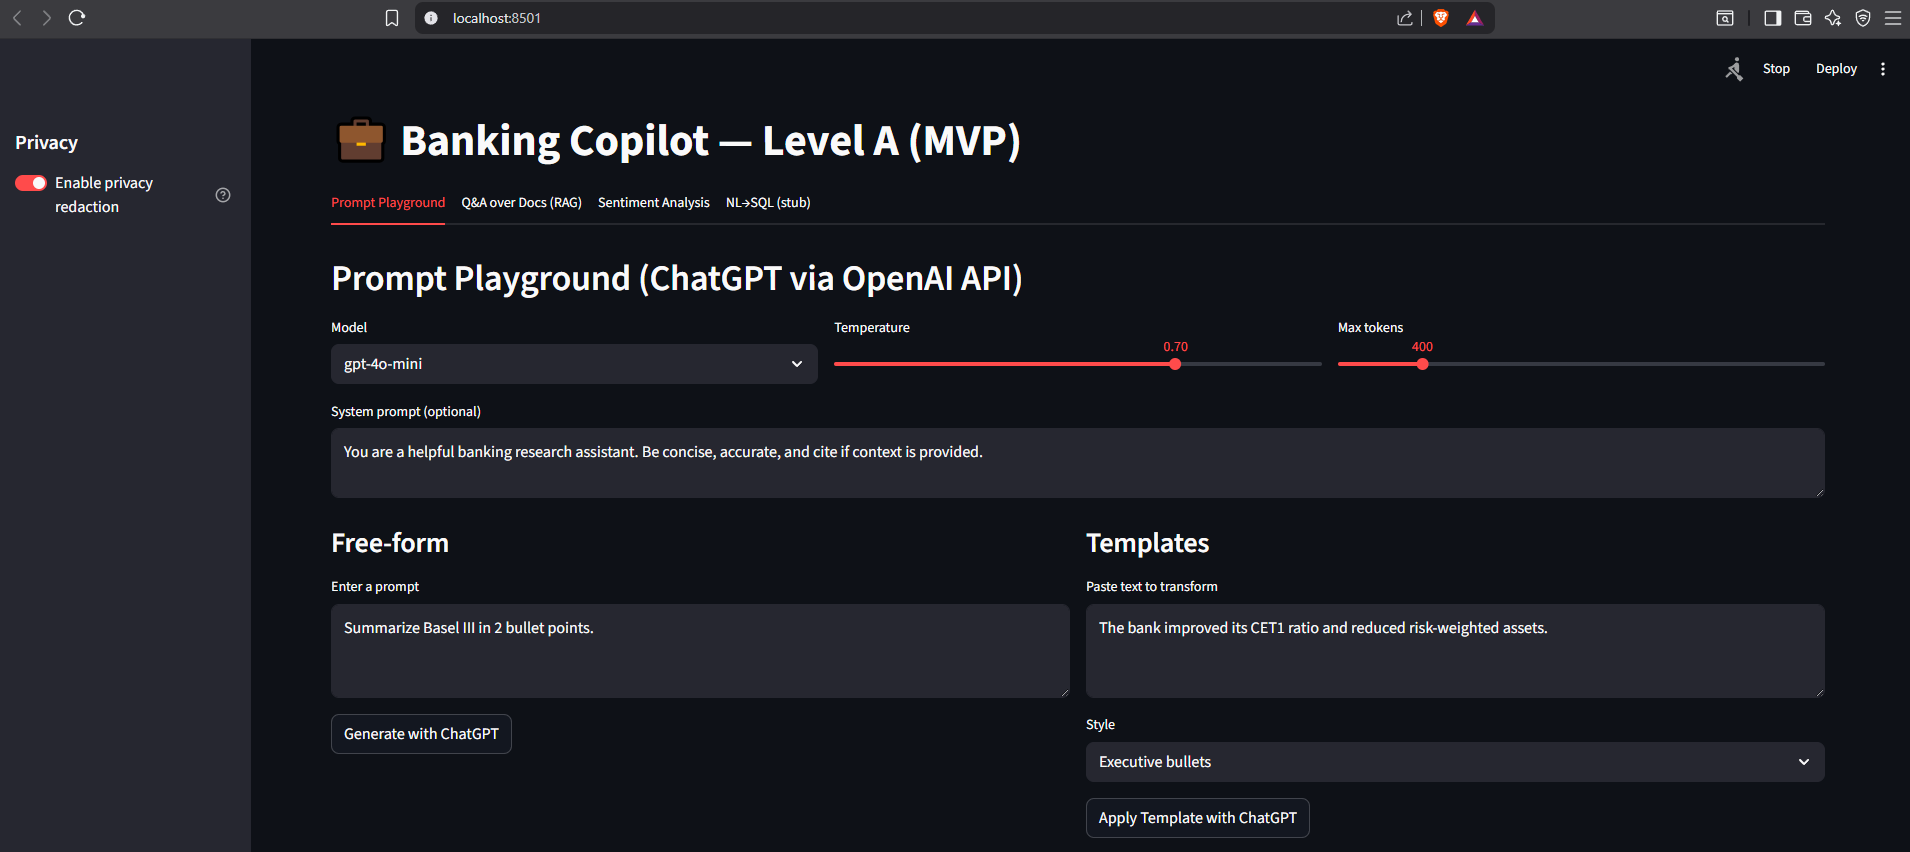 localhost:8501
Stop
Deploy
Privacy
Enable privacy
redaction
Banking Copilot — Level A (MVP)
Prompt Playground
Q&A over Docs (RAG)
Sentiment Analysis
NL→SQL (stub)
Prompt Playground (ChatGPT via OpenAI API)
Model
gpt-4o-mini
Temperature
0.70
Max tokens
400
System prompt (optional)
You are a helpful banking research assistant. Be concise, accurate, and cite if context is provided.
Free-form
Enter a prompt
Summarize Basel III in 2 bullet points.
Generate with ChatGPT
Templates
Paste text to transform
The bank improved its CET1 ratio and reduced risk-weighted assets.
Style
Executive bullets
Apply Template with ChatGPT